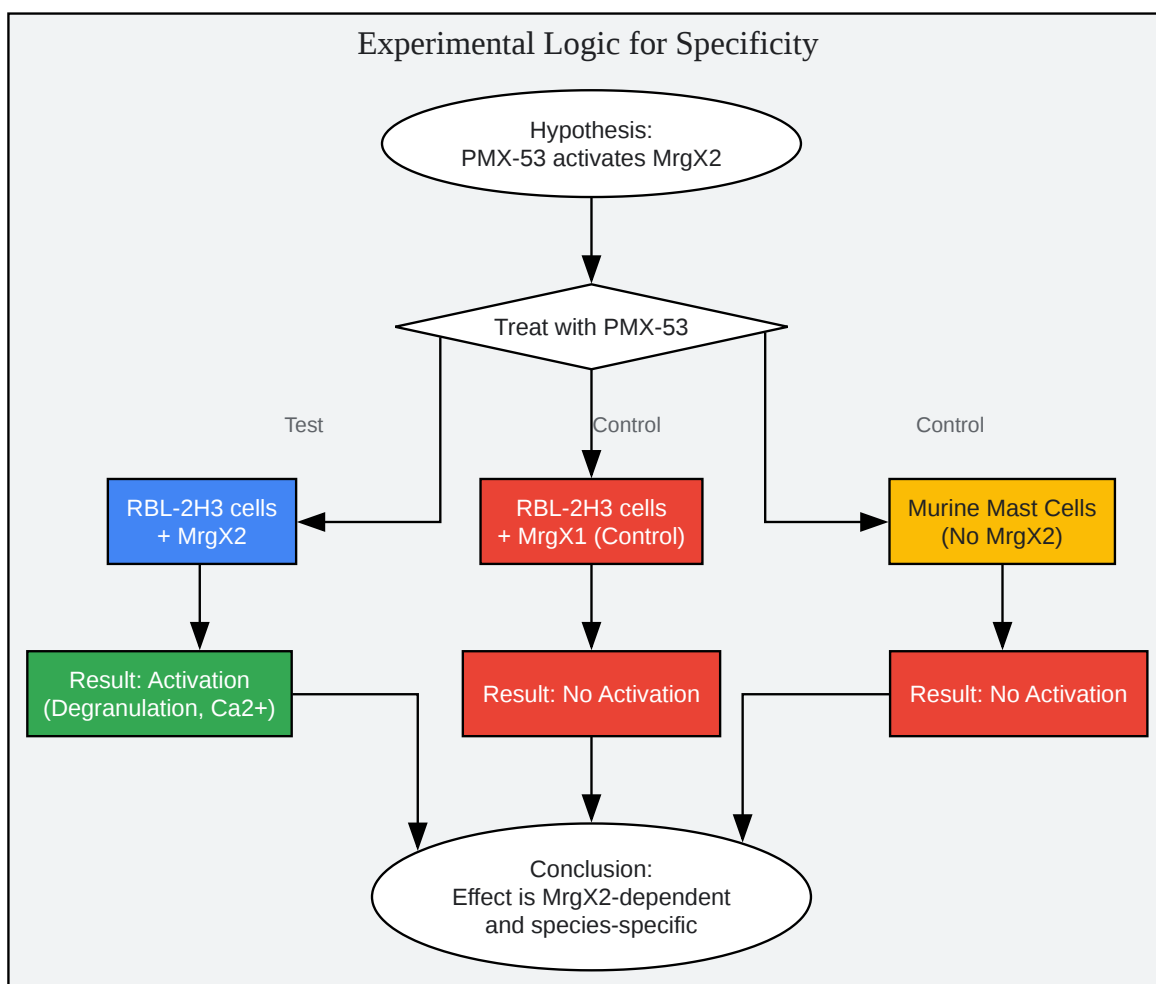 Experimental Logic for Specificity
Hypothesis:
PMX-53 activates MrgX2
Treat with PMX-53
Test
Control
Control
RBL-2H3 cells
+ MrgX2
RBL-2H3 cells
+ MrgX1 (Control)
Murine Mast Cells
(No MrgX2)
Result: Activation
(Degranulation, Ca2+)
Result: No Activation
Result: No Activation
Conclusion:
Effect is MrgX2-dependent
and species-specific